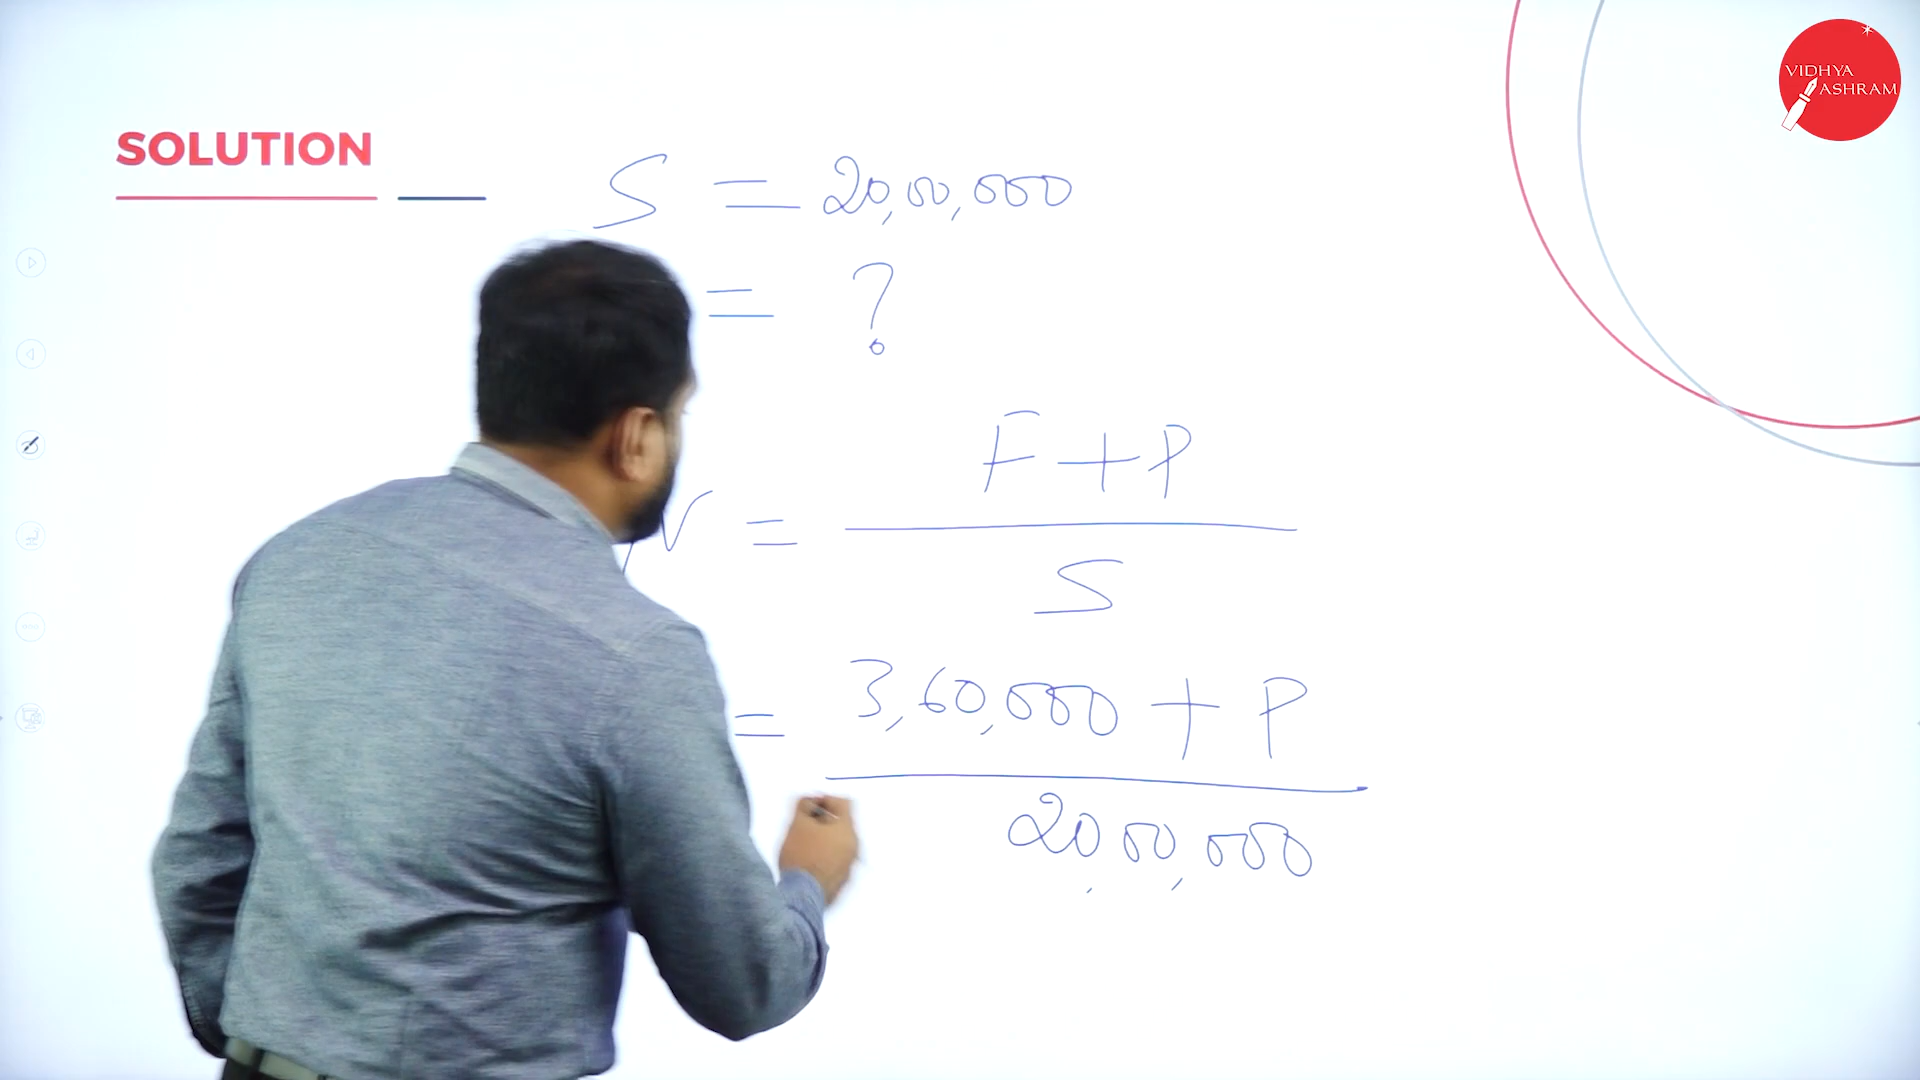 VIDHYA
ASHRAM
SOLUTION
S = 20,00,000
= ?
V = F + P / S
= 3,60,000 + P / 20,00,000